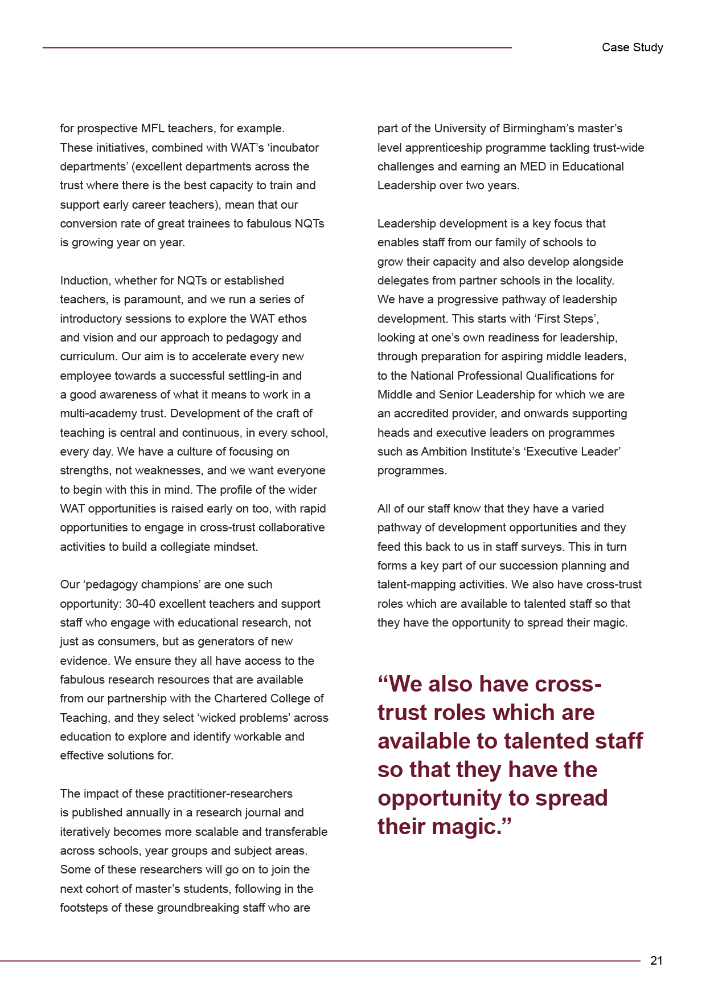 Case Study
for prospective MFL teachers, for example.
These initiatives, combined with WAT’s ‘incubator
departments’ (excellent departments across the
trust where there is the best capacity to train and
support early career teachers), mean that our
conversion rate of great trainees to fabulous NQTs
is growing year on year.
Induction, whether for NQTs or established
teachers, is paramount, and we run a series of
introductory sessions to explore the WAT ethos
and vision and our approach to pedagogy and
curriculum. Our aim is to accelerate every new
employee towards a successful settling-in and
a good awareness of what it means to work in a
multi-academy trust. Development of the craft of
teaching is central and continuous, in every school,
every day. We have a culture of focusing on
strengths, not weaknesses, and we want everyone
to begin with this in mind. The profile of the wider
WAT opportunities is raised early on too, with rapid
opportunities to engage in cross-trust collaborative
activities to build a collegiate mindset.
Our ‘pedagogy champions’ are one such
opportunity: 30-40 excellent teachers and support
staff who engage with educational research, not
just as consumers, but as generators of new
evidence. We ensure they all have access to the
fabulous research resources that are available
from our partnership with the Chartered College of
Teaching, and they select ‘wicked problems’ across
education to explore and identify workable and
effective solutions for.
The impact of these practitioner-researchers
is published annually in a research journal and
iteratively becomes more scalable and transferable
across schools, year groups and subject areas.
Some of these researchers will go on to join the
next cohort of master’s students, following in the
footsteps of these groundbreaking staff who are
part of the University of Birmingham’s master’s
level apprenticeship programme tackling trust-wide
challenges and earning an MED in Educational
Leadership over two years.
Leadership development is a key focus that
enables staff from our family of schools to
grow their capacity and also develop alongside
delegates from partner schools in the locality.
We have a progressive pathway of leadership
development. This starts with ‘First Steps’,
looking at one’s own readiness for leadership,
through preparation for aspiring middle leaders,
to the National Professional Qualifications for
Middle and Senior Leadership for which we are
an accredited provider, and onwards supporting
heads and executive leaders on programmes
such as Ambition Institute’s ‘Executive Leader’
programmes.
All of our staff know that they have a varied
pathway of development opportunities and they
feed this back to us in staff surveys. This in turn
forms a key part of our succession planning and
talent-mapping activities. We also have cross-trust
roles which are available to talented staff so that
they have the opportunity to spread their magic.
“We also have cross-
trust roles which are
available to talented staff
so that they have the
opportunity to spread
their magic.”
21